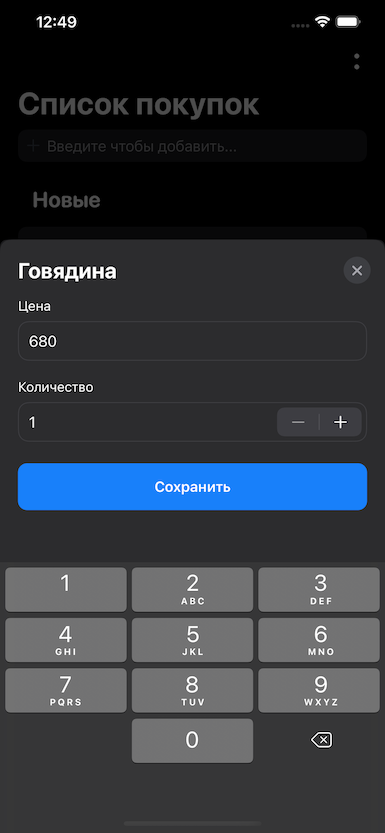 12:49
Список покупок
Введите чтобы добавить...
Новые
Говядина
Цена
680
Количество
1
Сохранить
1
2
ABC
3
DEF
4
GHI
5
JKL
6
MNO
7
PQRS
8
TUV
9
WXYZ
0